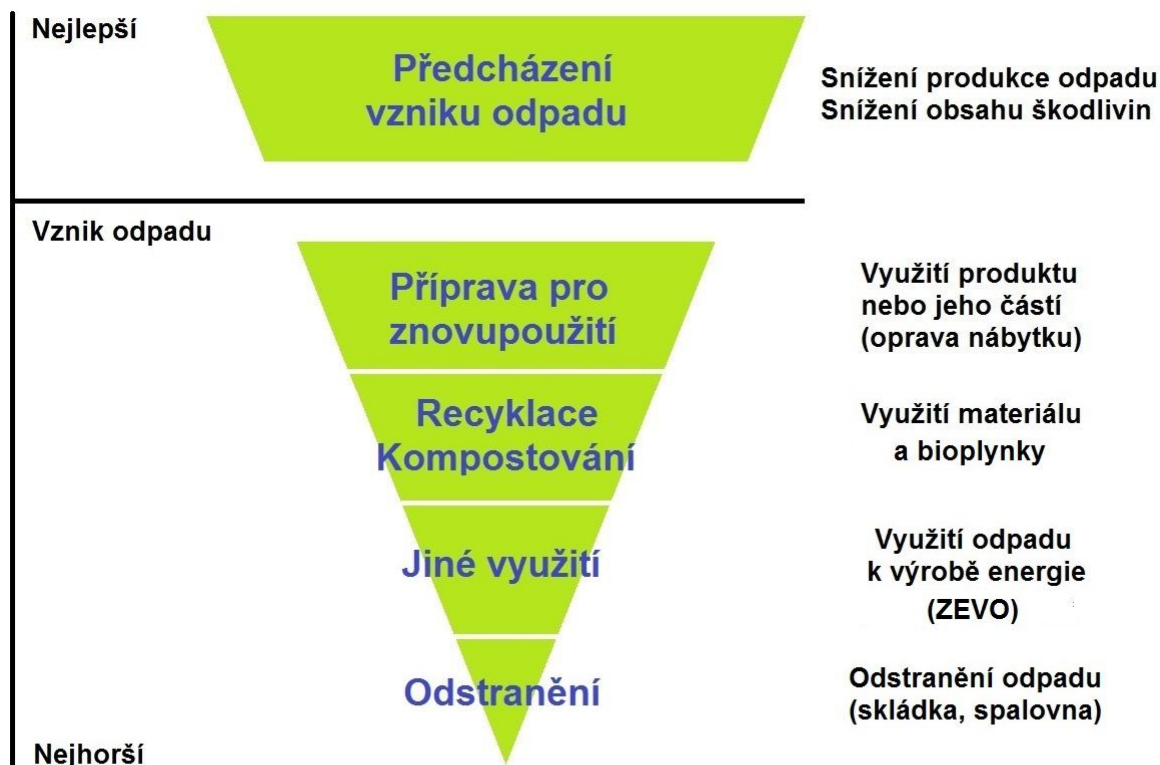 Nejlepší
Předcházení
vzniku odpadu
Snížení produkce odpadu
Snížení obsahu škodlivin
Vznik odpadu
Příprava pro
znovupoužití
Využití produktu
nebo jeho částí
(oprava nábytku)
Recyklace
Kompostování
Využití materiálu
a bioplynky
Jiné využití
Využití odpadu
k výrobě energie
(ZEVO)
Odstranění
Odstranění odpadu
(skládka, spalovna)
Nejhorší